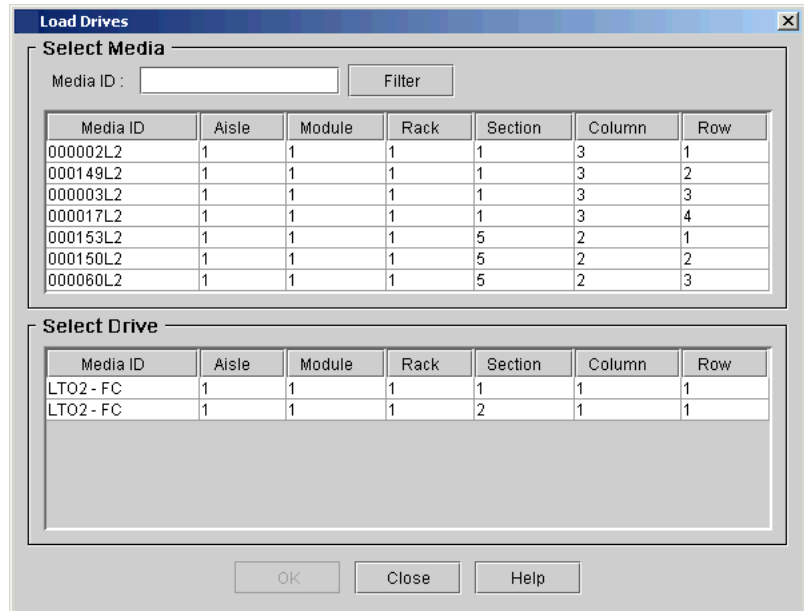 Load Drives
Select Media
Media ID : Filter
Media ID Aisle Module Rack Section Column Row
000002L2 1 1 1 1 3 1
000149L2 1 1 1 1 3 2
000003L2 1 1 1 1 3 3
000017L2 1 1 1 1 3 4
000153L2 1 1 1 5 2 1
000150L2 1 1 1 5 2 2
000060L2 1 1 1 5 2 3
Select Drive
Media ID Aisle Module Rack Section Column Row
LTO2 - FC 1 1 1 1 1 1
LTO2 - FC 1 1 1 2 1 1
OK Close Help